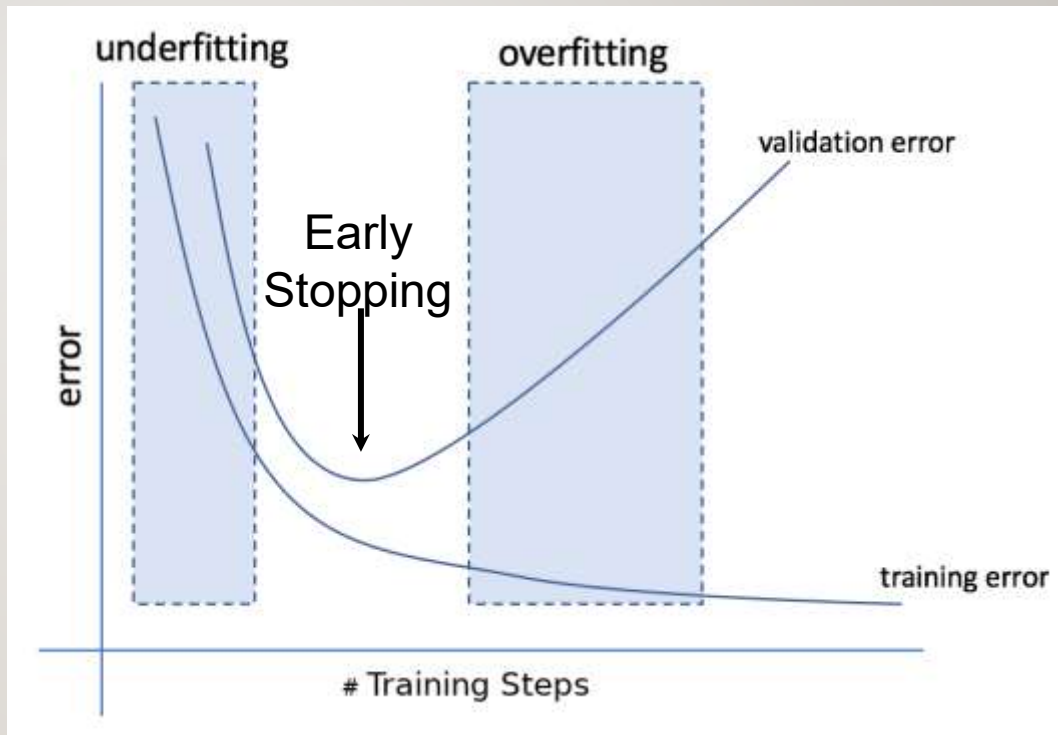 underfitting
overfitting
validation error
Early
Stopping
error
training error
# Training Steps